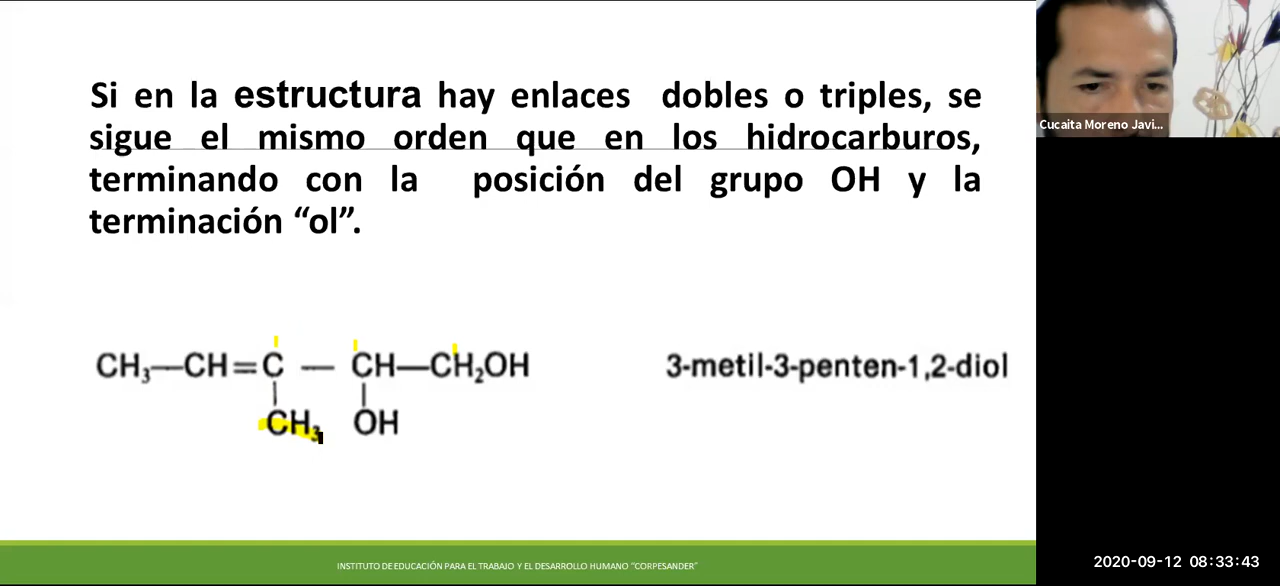 Si en la estructura hay enlaces dobles o triples, se
sigue el mismo orden que en los hidrocarburos,
terminando con la posición del grupo OH y la
terminación “ol”.
CH₃—CH=C — CH—CH₂OH
CH₃ OH
3-metil-3-penten-1,2-diol
INSTITUTO DE EDUCACIÓN PARA EL TRABAJO Y EL DESARROLLO HUMANO “CORPESANDER”
Cucaita Moreno Javi...
2020-09-12 08:33:43